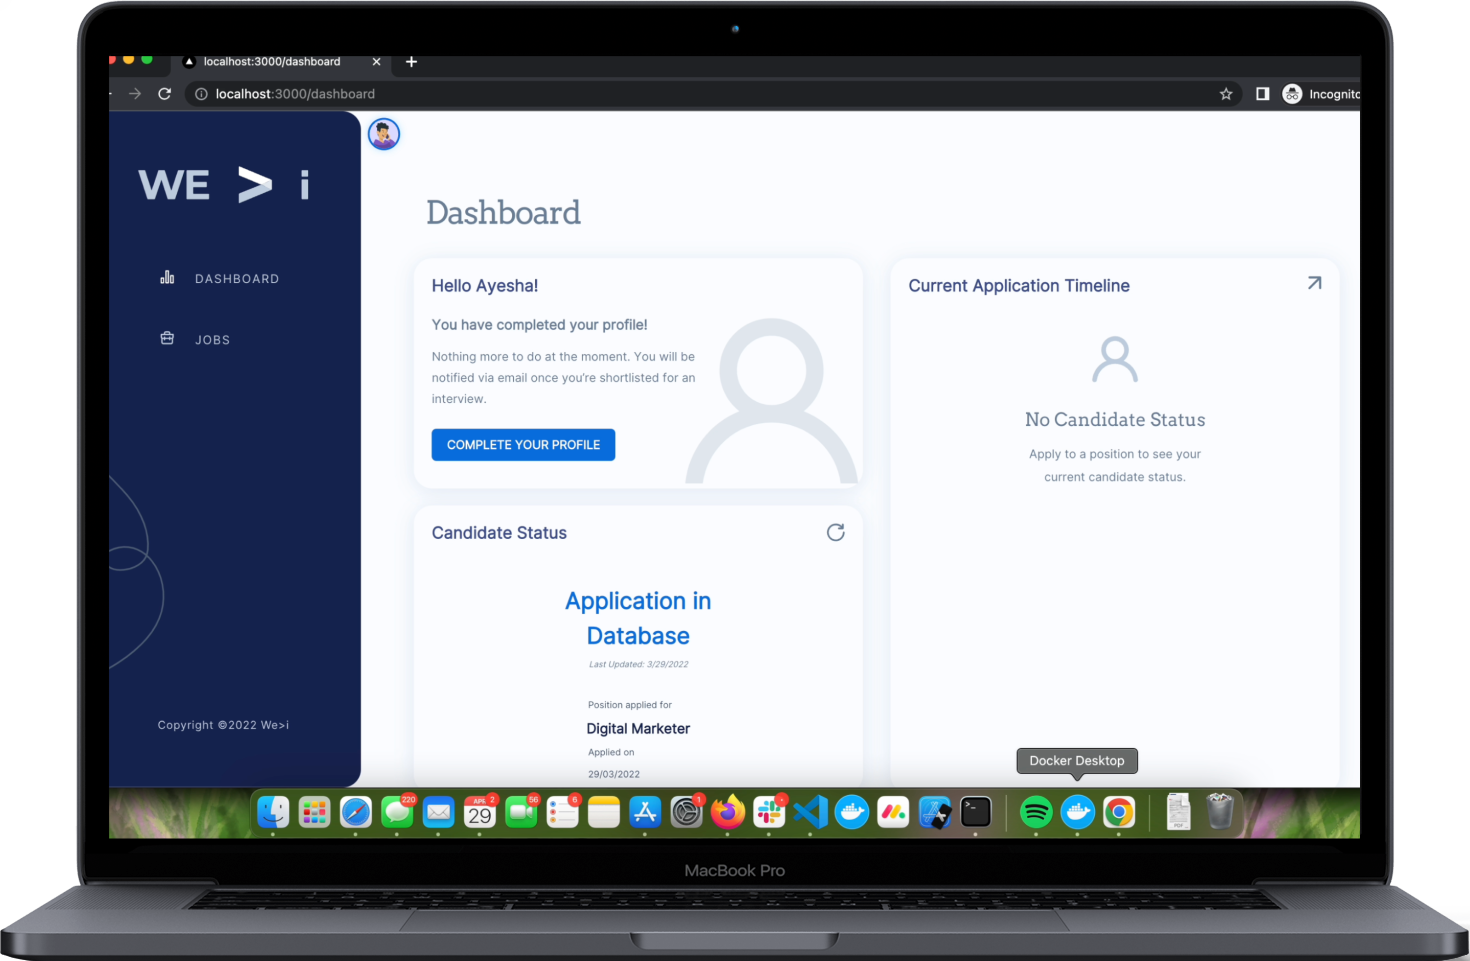 localhost:3000/dashboard
localhost:3000/dashboard
Incognito
WE > i
DASHBOARD
JOBS
Copyright ©2022 We>i
Dashboard
Hello Ayesha!
You have completed your profile!
Nothing more to do at the moment. You will be
notified via email once you're shortlisted for an
interview.
COMPLETE YOUR PROFILE
Candidate Status
Application in
Database
Last Updated: 3/29/2022
Position applied for
Digital Marketer
Applied on
29/03/2022
Current Application Timeline
No Candidate Status
Apply to a position to see your
current candidate status.
Docker Desktop
220
APR
29
2
56
6
1
PDF
MacBook Pro